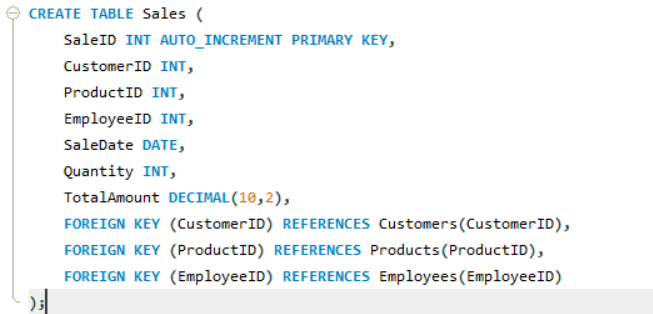 CREATE TABLE Sales (
SaleID INT AUTO_INCREMENT PRIMARY KEY,
CustomerID INT,
ProductID INT,
EmployeeID INT,
SaleDate DATE,
Quantity INT,
TotalAmount DECIMAL(10,2),
FOREIGN KEY (CustomerID) REFERENCES Customers(CustomerID),
FOREIGN KEY (ProductID) REFERENCES Products(ProductID),
FOREIGN KEY (EmployeeID) REFERENCES Employees(EmployeeID)
);